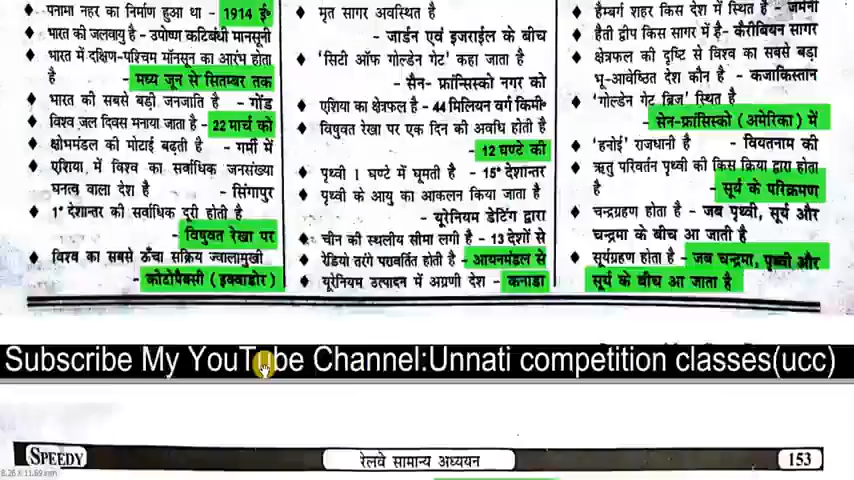 ♦ पनामा नहर का निर्माण हुआ था - 1914 ई॰
♦ भारत की जलवायु है - उपोष्ण कटिबंधी मानसूनी
♦ भारत में दक्षिण-पश्चिम मॉनसून का आरंभ होता
है - मध्य जून से सितम्बर तक
♦ भारत की सबसे बड़ी जनजाति है - गोंड
♦ विश्व जल दिवस मनाया जाता है - 22 मार्च को
♦ क्षोभमंडल की मोटाई बढ़ती है - गर्मी में
♦ एशिया में विश्व का सर्वाधिक जनसंख्या
घनत्व वाला देश है - सिंगापुर
♦ 1° देशान्तर की सर्वाधिक दूरी होती है
- विषुवत रेखा पर
♦ विश्व का सबसे ऊँचा सक्रिय ज्वालामुखी
- कोटोपैक्सी (इक्वाडोर)
♦ मृत सागर अवस्थित है
- जार्डन एवं इजराईल के बीच
♦ 'सिटी ऑफ गोल्डेन गेट' कहा जाता है
- सैन- फ्रांन्सिस्को नगर को
♦ एशिया का क्षेत्रफल है - 44 मिलियन वर्ग किमी॰
♦ विषुवत रेखा पर एक दिन की अवधि होती है
- 12 घण्टे की
♦ पृथ्वी 1 घण्टे में घूमती है - 15° देशान्तर
♦ पृथ्वी के आयु का आकलन किया जाता है
- यूरेनियम डेटिंग द्वारा
♦ चीन की स्थलीय सीमा लगी है - 13 देशों से
♦ रेडियो तरंगे परावर्तित होती है - आयनमंडल से
♦ यूरेनियम उत्पादन में अग्रणी देश - कनाडा
♦ हैम्बर्ग शहर किस देश में स्थित है - जर्मनी
♦ हैती द्वीप किस सागर में है- कैरीबियन सागर
♦ क्षेत्रफल की दृष्टि से विश्व का सबसे बड़ा
भू-आवेष्ठित देश कौन है - कजाकिस्तान
♦ 'गोल्डेन गेट ब्रिज' स्थित है
- सेन-फ्रांसिस्को (अमेरिका) में
♦ 'हनोई' राजधानी है - वियतनाम की
♦ ऋतु परिवर्तन पृथ्वी की किस क्रिया द्वारा होता
है - सूर्य के परिक्रमण
♦ चन्द्रग्रहण होता है - जब पृथ्वी, सूर्य और
चन्द्रमा के बीच आ जाती है
♦ सूर्यग्रहण होता है - जब चन्द्रमा, पृथ्वी और
सूर्य के बीच आ जाता है
Subscribe My YouTube Channel:Unnati competition classes(ucc)
SPEEDY रेलवे सामान्य अध्ययन 153
8.26 X 11.69 in